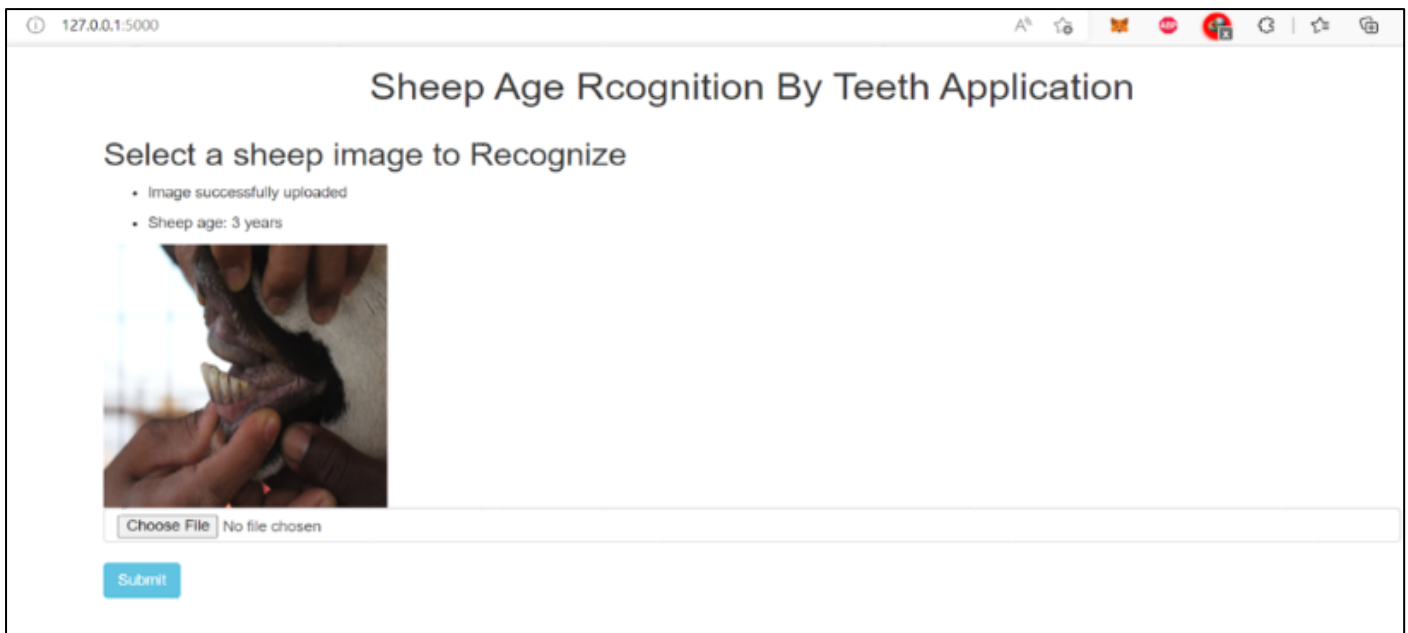 127.0.0.1:5000
Sheep Age Rcognition By Teeth Application
Select a sheep image to Recognize
• Image successfully uploaded
• Sheep age: 3 years
Choose File No file chosen
Submit